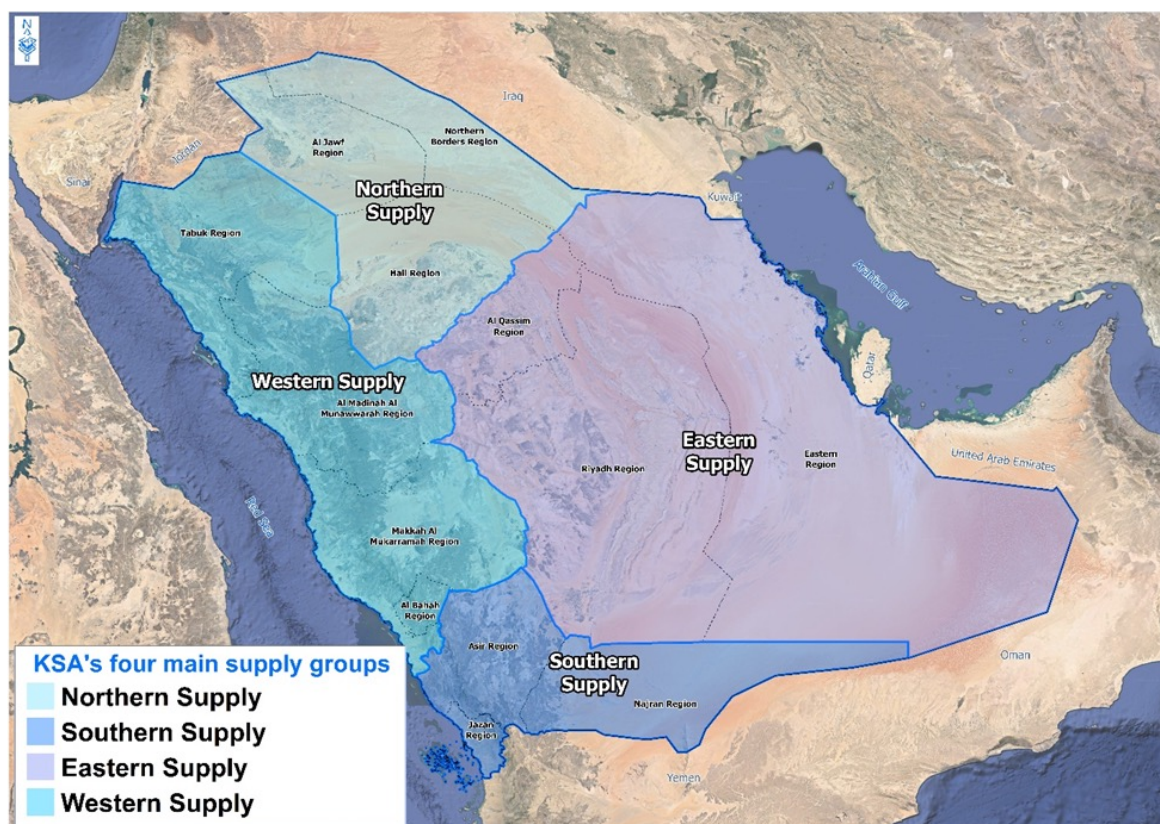 N
Iraq
Jordan
Sinai
Kuwait
Arabian Gulf
Qatar
United Arab Emirates
Oman
Yemen
Red Sea
Al Jawf
Region
Northern
Borders Region
Northern
Supply
Tabuk Region
Hail Region
Al Qassim
Region
Western Supply
Al Madinah Al
Munawwarah Region
Eastern
Supply
Riyadh Region
Eastern
Region
Makkah Al
Mukarramah Region
Al Bahah
Region
Asir Region
Southern
Supply
Najran Region
Jazan
Region
KSA's four main supply groups
Northern Supply
Southern Supply
Eastern Supply
Western Supply